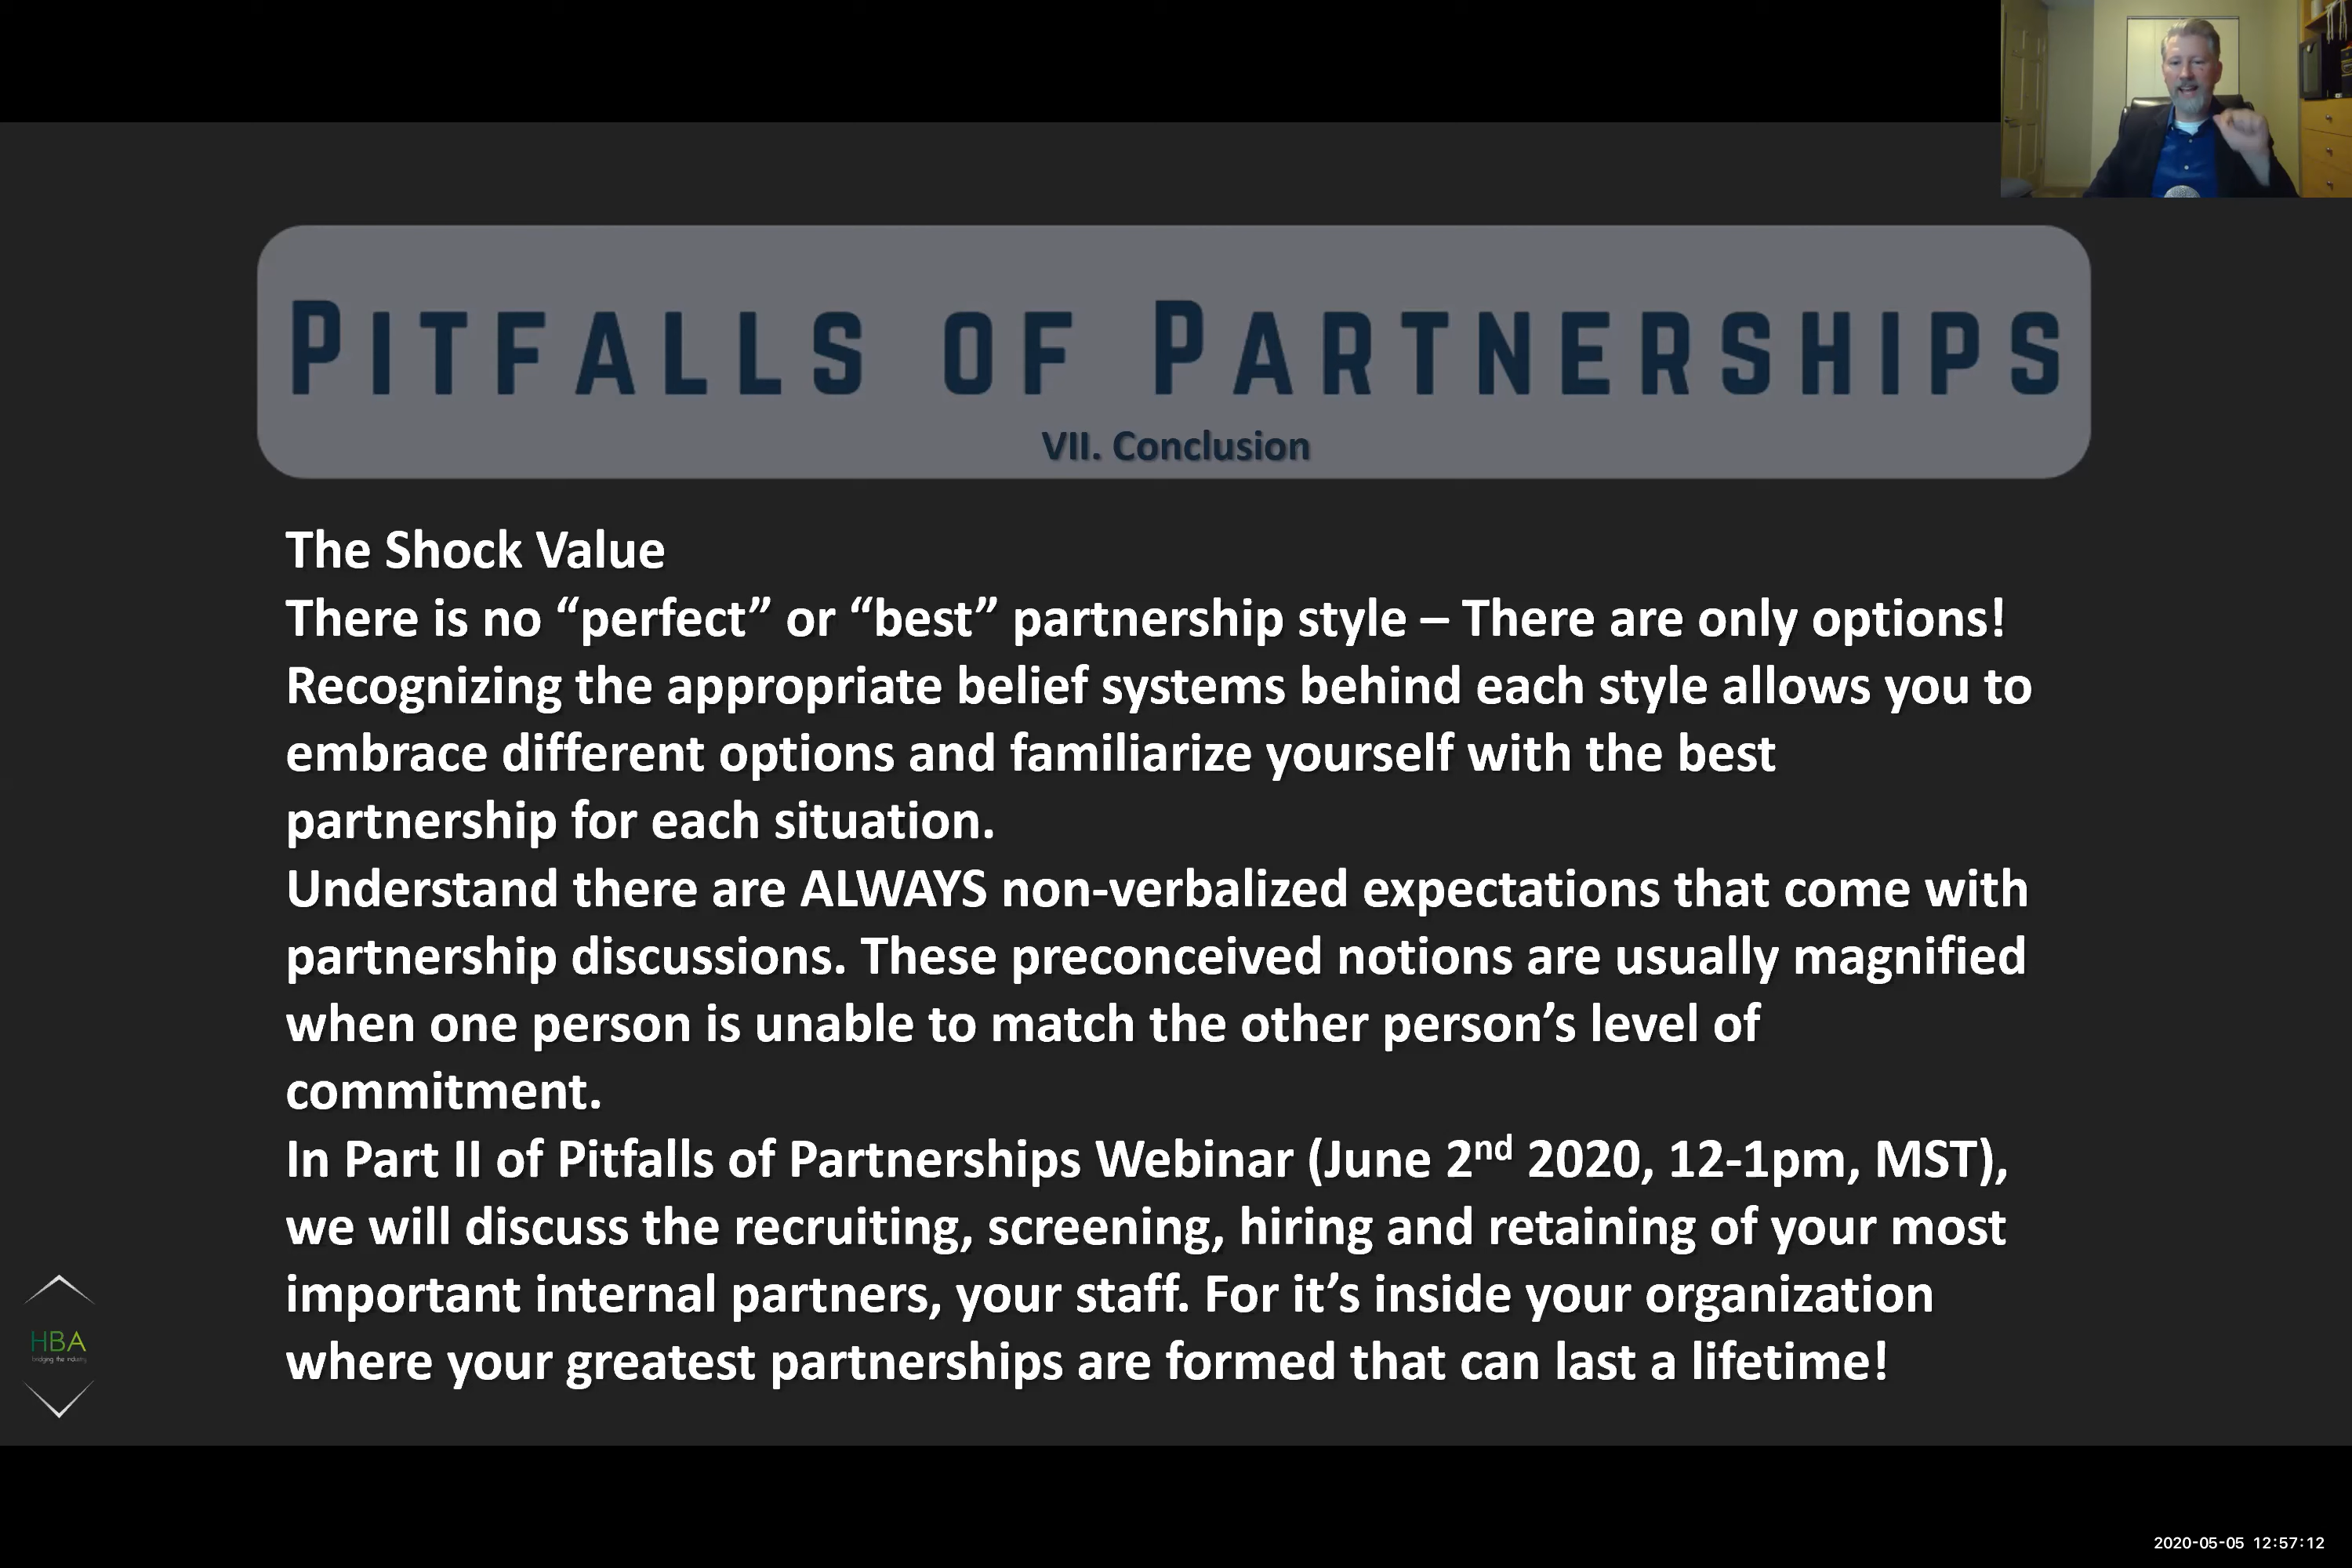 PITFALLS OF PARTNERSHIPS
VII. Conclusion
The Shock Value
There is no “perfect” or “best” partnership style – There are only options!
Recognizing the appropriate belief systems behind each style allows you to
embrace different options and familiarize yourself with the best
partnership for each situation.
Understand there are ALWAYS non-verbalized expectations that come with
partnership discussions. These preconceived notions are usually magnified
when one person is unable to match the other person’s level of
commitment.
In Part II of Pitfalls of Partnerships Webinar (June 2nd 2020, 12-1pm, MST),
we will discuss the recruiting, screening, hiring and retaining of your most
important internal partners, your staff. For it’s inside your organization
where your greatest partnerships are formed that can last a lifetime!
HBA
bridging the industry
2020-05-05 12:57:12